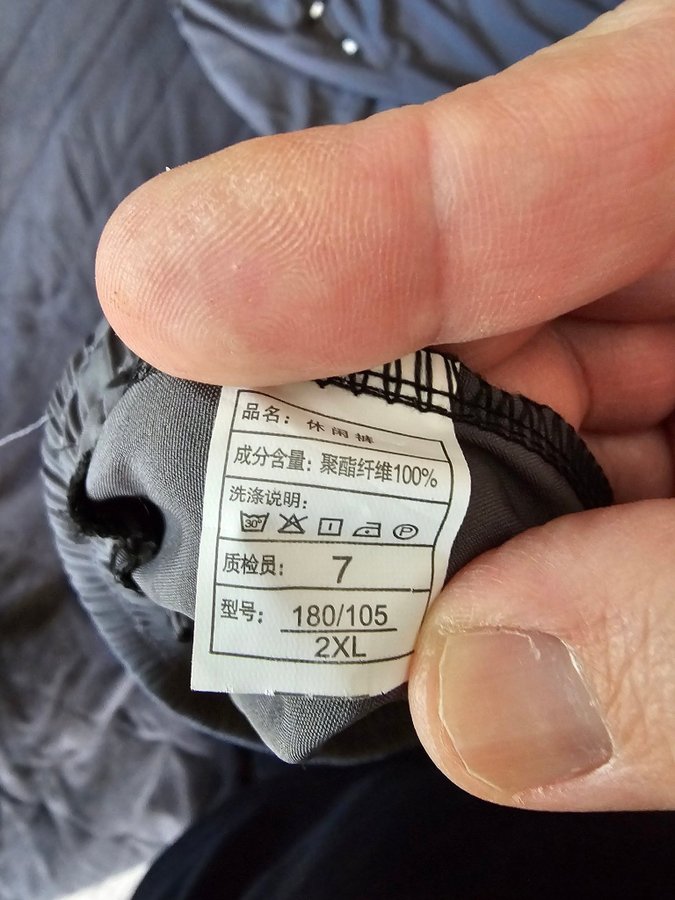 品名：休闲裤
成分含量：聚酯纤维100%
洗涤说明：
30° P
质检员：7
型号：180/105
2XL